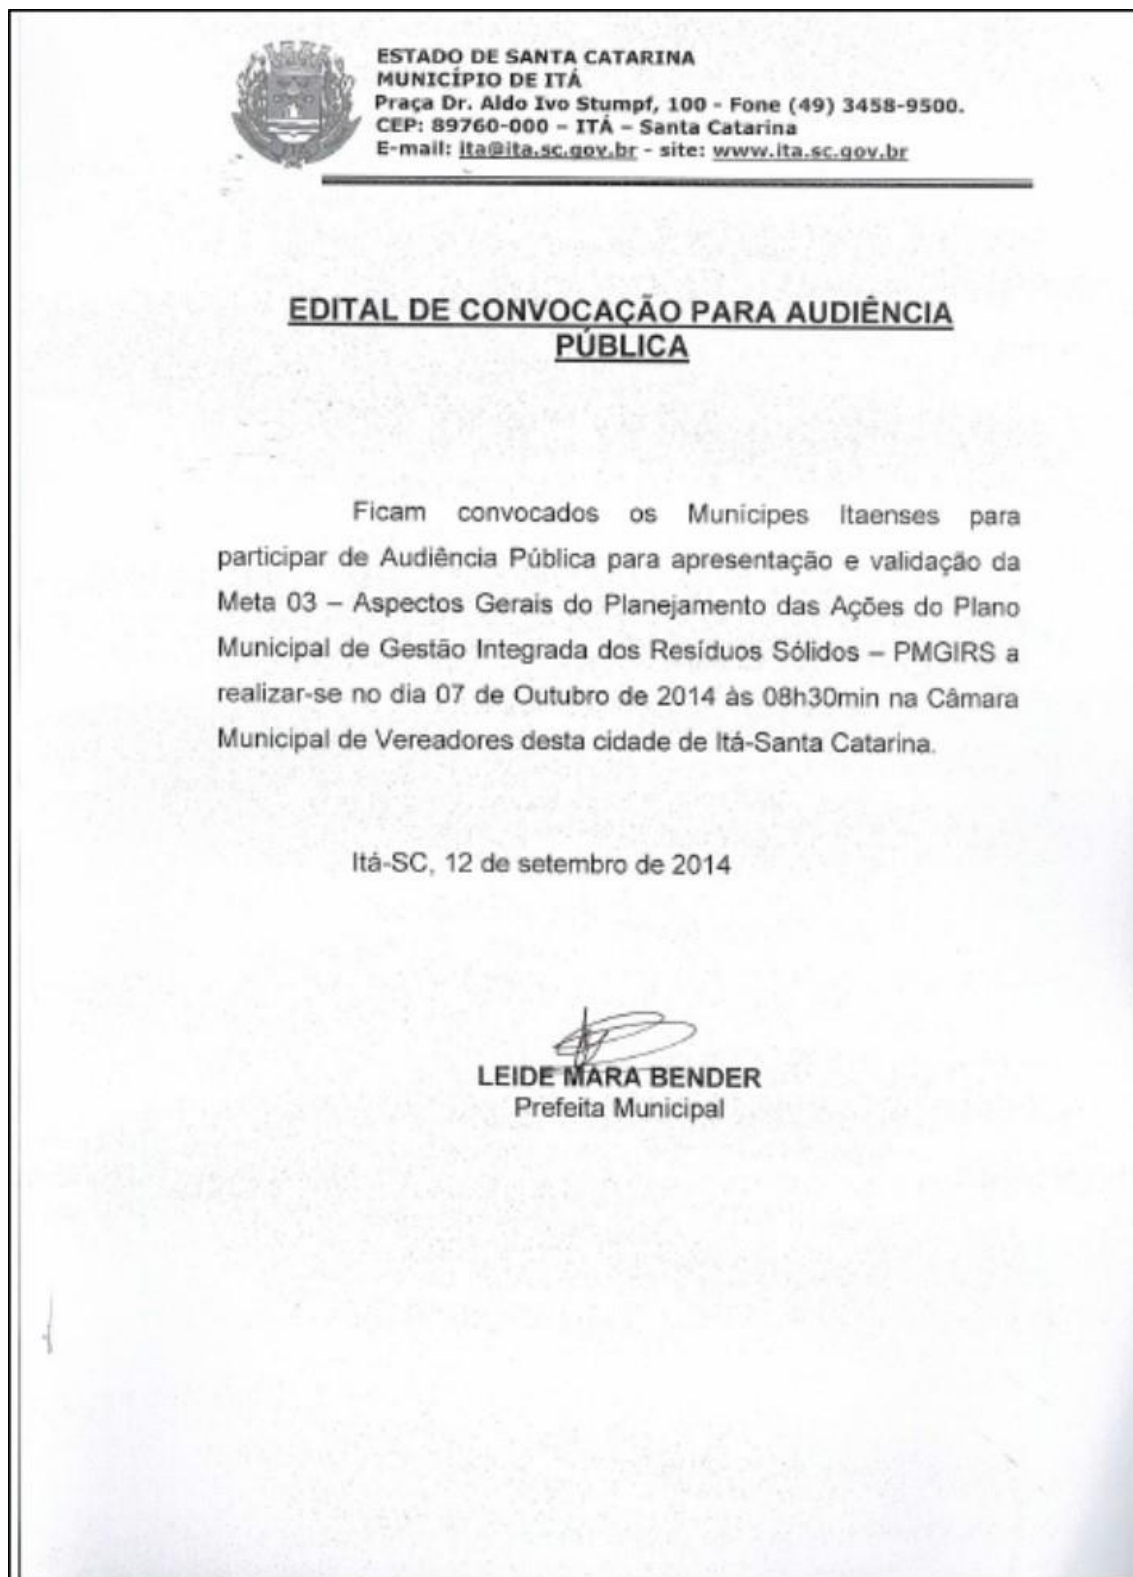 ESTADO DE SANTA CATARINA
MUNICÍPIO DE ITÁ
Praça Dr. Aldo Ivo Stumpf, 100 - Fone (49) 3458-9500.
CEP: 89760-000 – ITÁ – Santa Catarina
E-mail: ita@ita.sc.gov.br - site: www.ita.sc.gov.br
EDITAL DE CONVOCAÇÃO PARA AUDIÊNCIA
PÚBLICA
Ficam convocados os Munícipes Itaenses para
participar de Audiência Pública para apresentação e validação da
Meta 03 – Aspectos Gerais do Planejamento das Ações do Plano
Municipal de Gestão Integrada dos Resíduos Sólidos – PMGIRS a
realizar-se no dia 07 de Outubro de 2014 às 08h30min na Câmara
Municipal de Vereadores desta cidade de Itá-Santa Catarina.
Itá-SC, 12 de setembro de 2014
LEIDE MARA BENDER
Prefeita Municipal